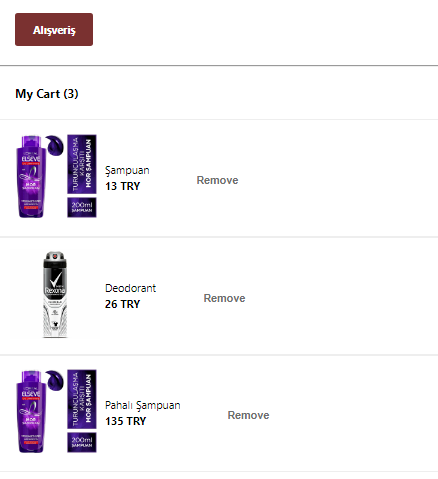 Alışveriş
My Cart (3)
ELSEVE
MOR ŞAMPUAN
TURUNCULAŞMA
KARŞITI
MOR ŞAMPUAN
200ml
ŞAMPUAN
Şampuan
13 TRY
Remove
Rexona
Deodorant
26 TRY
Remove
ELSEVE
MOR ŞAMPUAN
TURUNCULAŞMA
KARŞITI
MOR ŞAMPUAN
200ml
ŞAMPUAN
Pahalı Şampuan
135 TRY
Remove